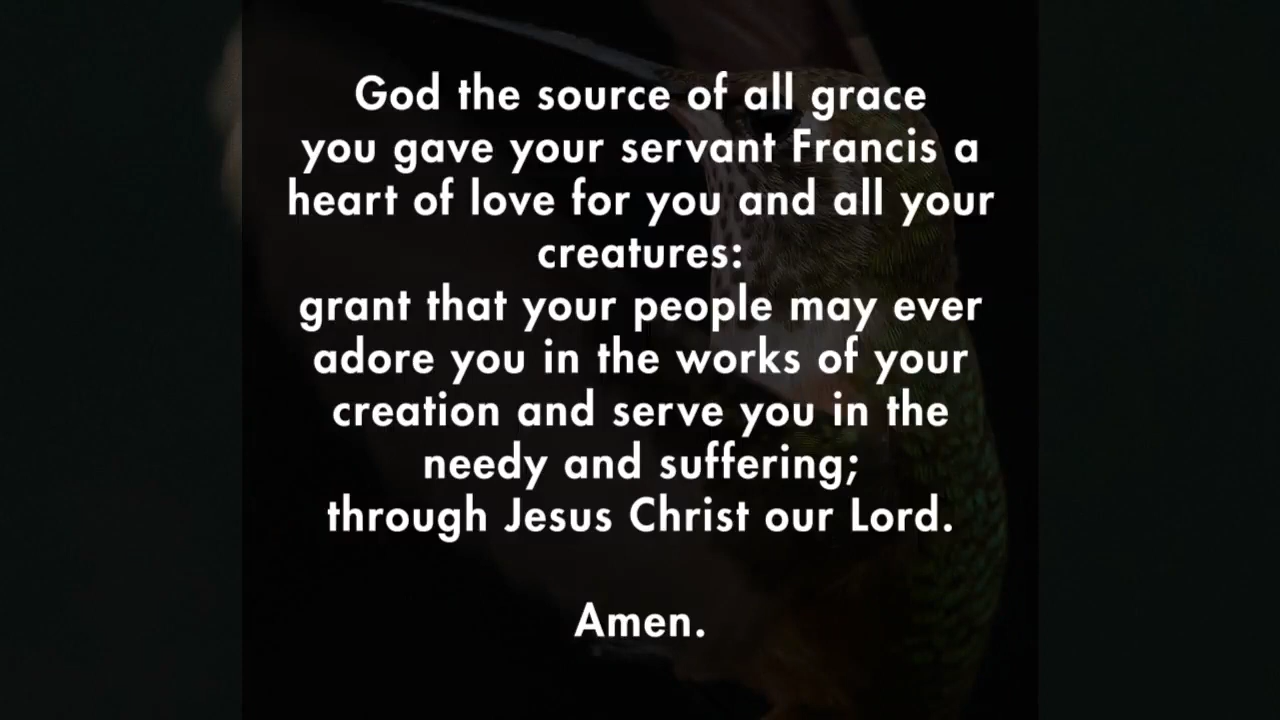 God the source of all grace
you gave your servant Francis a
heart of love for you and all your
creatures:
grant that your people may ever
adore you in the works of your
creation and serve you in the
needy and suffering;
through Jesus Christ our Lord.
Amen.